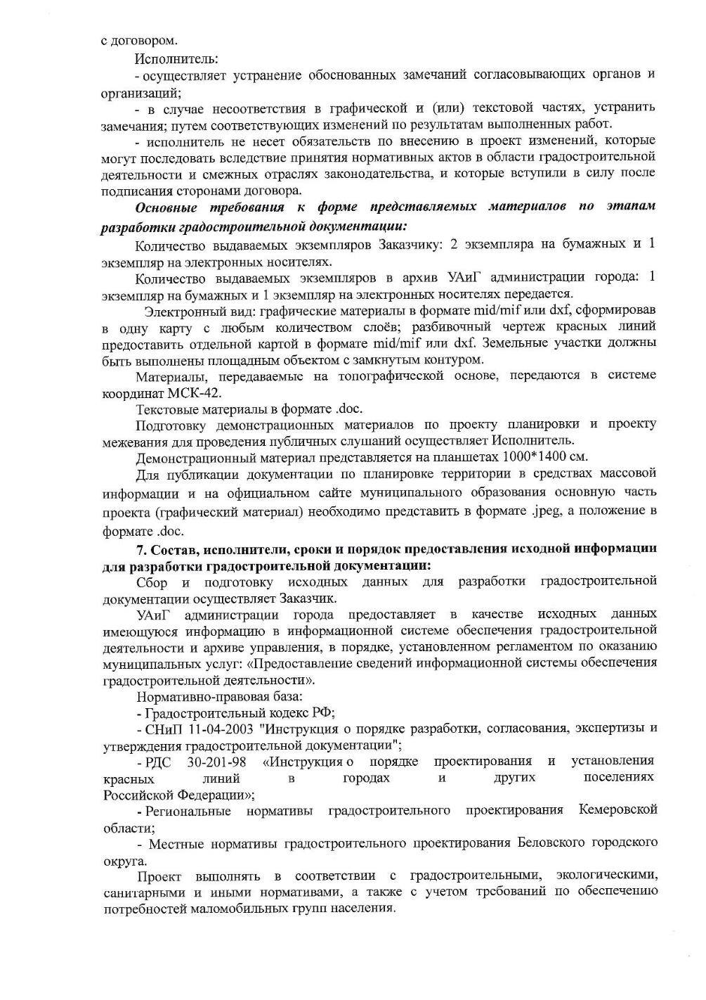 с договором.
Исполнитель:
- осуществляет устранение обоснованных замечаний согласовывающих органов и
организаций;
- в случае несоответствия в графической и (или) текстовой частях, устранить
замечания; путем соответствующих изменений по результатам выполненных работ.
- исполнитель не несет обязательств по внесению в проект изменений, которые
могут последовать вследствие принятия нормативных актов в области градостроительной
деятельности и смежных отраслях законодательства, и которые вступили в силу после
подписания сторонами договора.
Основные требования к форме представляемых материалов по этапам
разработки градостроительной документации:
Количество выдаваемых экземпляров Заказчику: 2 экземпляра на бумажных и 1
экземпляр на электронных носителях.
Количество выдаваемых экземпляров в архив УАиГ администрации города: 1
экземпляр на бумажных и 1 экземпляр на электронных носителях передается.
Электронный вид: графические материалы в формате mid/mif или dxf, сформировав
в одну карту с любым количеством слоёв; разбивочный чертеж красных линий
предоставить отдельной картой в формате mid/mif или dxf. Земельные участки должны
быть выполнены площадным объектом с замкнутым контуром.
Материалы, передаваемые на топографической основе, передаются в системе
координат МСК-42.
Текстовые материалы в формате .doc.
Подготовку демонстрационных материалов по проекту планировки и проекту
межевания для проведения публичных слушаний осуществляет Исполнитель.
Демонстрационный материал представляется на планшетах 1000*1400 см.
Для публикации документации по планировке территории в средствах массовой
информации и на официальном сайте муниципального образования основную часть
проекта (графический материал) необходимо представить в формате .jpeg, а положение в
формате .doc.
7. Состав, исполнители, сроки и порядок предоставления исходной информации
для разработки градостроительной документации:
Сбор и подготовку исходных данных для разработки градостроительной
документации осуществляет Заказчик.
УАиГ администрации города предоставляет в качестве исходных данных
имеющуюся информацию в информационной системе обеспечения градостроительной
деятельности и архиве управления, в порядке, установленном регламентом по оказанию
муниципальных услуг: «Предоставление сведений информационной системы обеспечения
градостроительной деятельности».
Нормативно-правовая база:
- Градостроительный кодекс РФ;
- СНиП 11-04-2003 "Инструкция о порядке разработки, согласования, экспертизы и
утверждения градостроительной документации";
- РДС 30-201-98 «Инструкция о порядке проектирования и установления
красных линий в городах и других поселениях
Российской Федерации»;
- Региональные нормативы градостроительного проектирования Кемеровской
области;
- Местные нормативы градостроительного проектирования Беловского городского
округа.
Проект выполнять в соответствии с градостроительными, экологическими,
санитарными и иными нормативами, а также с учетом требований по обеспечению
потребностей маломобильных групп населения.